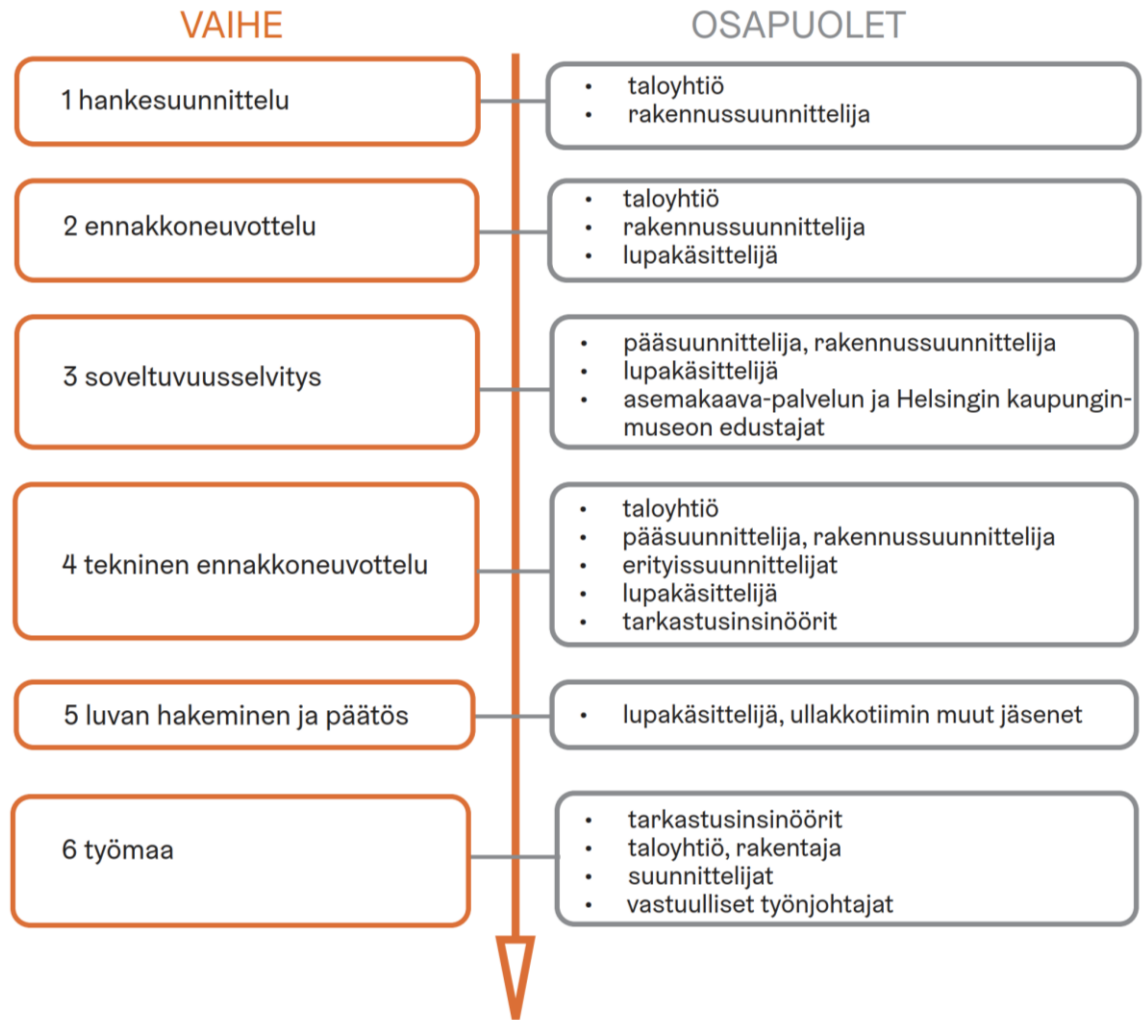 VAIHE
OSAPUOLET
1 hankesuunnittelu
• taloyhtiö
• rakennussuunnittelija
2 ennakkoneuvottelu
• taloyhtiö
• rakennussuunnittelija
• lupakäsittelijä
3 soveltuvuusselvitys
• pääsuunnittelija, rakennussuunnittelija
• lupakäsittelijä
• asemakaava-palvelun ja Helsingin kaupungin-
museon edustajat
4 tekninen ennakkoneuvottelu
• taloyhtiö
• pääsuunnittelija, rakennussuunnittelija
• erityissuunnittelijat
• lupakäsittelijä
• tarkastusinsinöörit
5 luvan hakeminen ja päätös
• lupakäsittelijä, ullakkotiimin muut jäsenet
6 työmaa
• tarkastusinsinöörit
• taloyhtiö, rakentaja
• suunnittelijat
• vastuulliset työnjohtajat